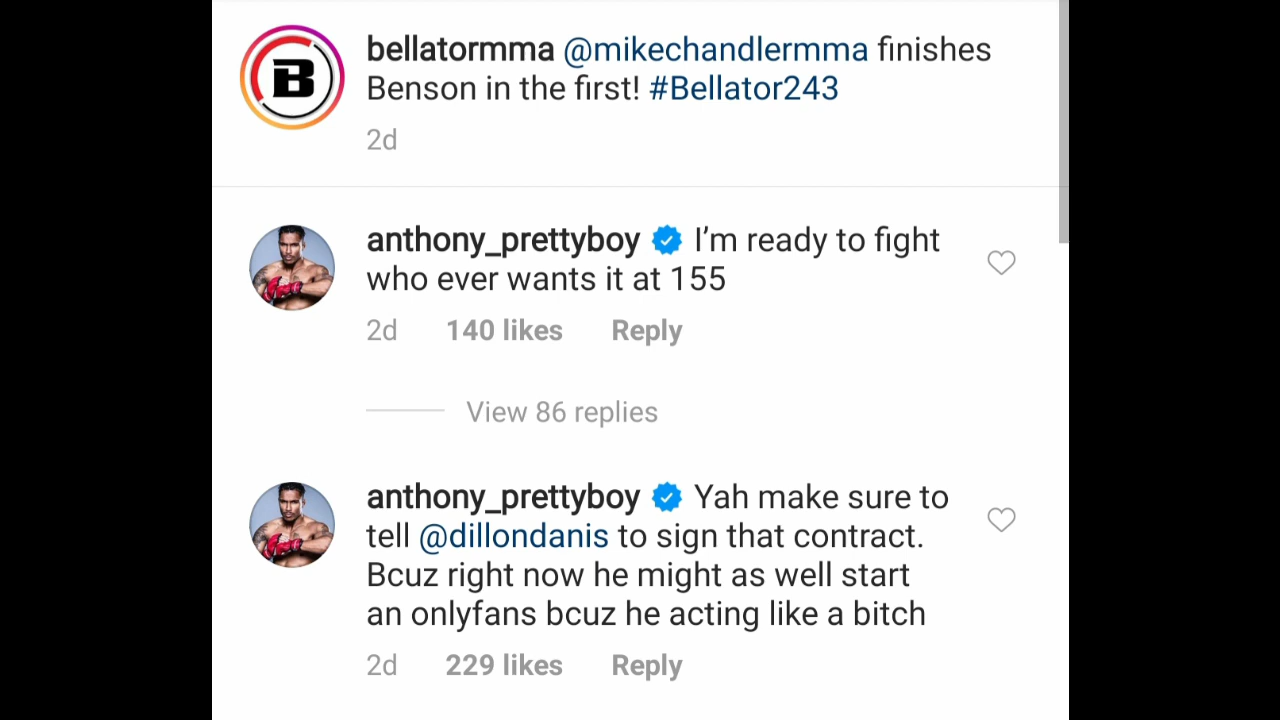 B
bellatormma @mikechandlermma finishes
Benson in the first! #Bellator243
2d
anthony_prettyboy I’m ready to fight
who ever wants it at 155
2d 140 likes Reply
View 86 replies
anthony_prettyboy Yah make sure to
tell @dillondanis to sign that contract.
Bcuz right now he might as well start
an onlyfans bcuz he acting like a bitch
2d 229 likes Reply